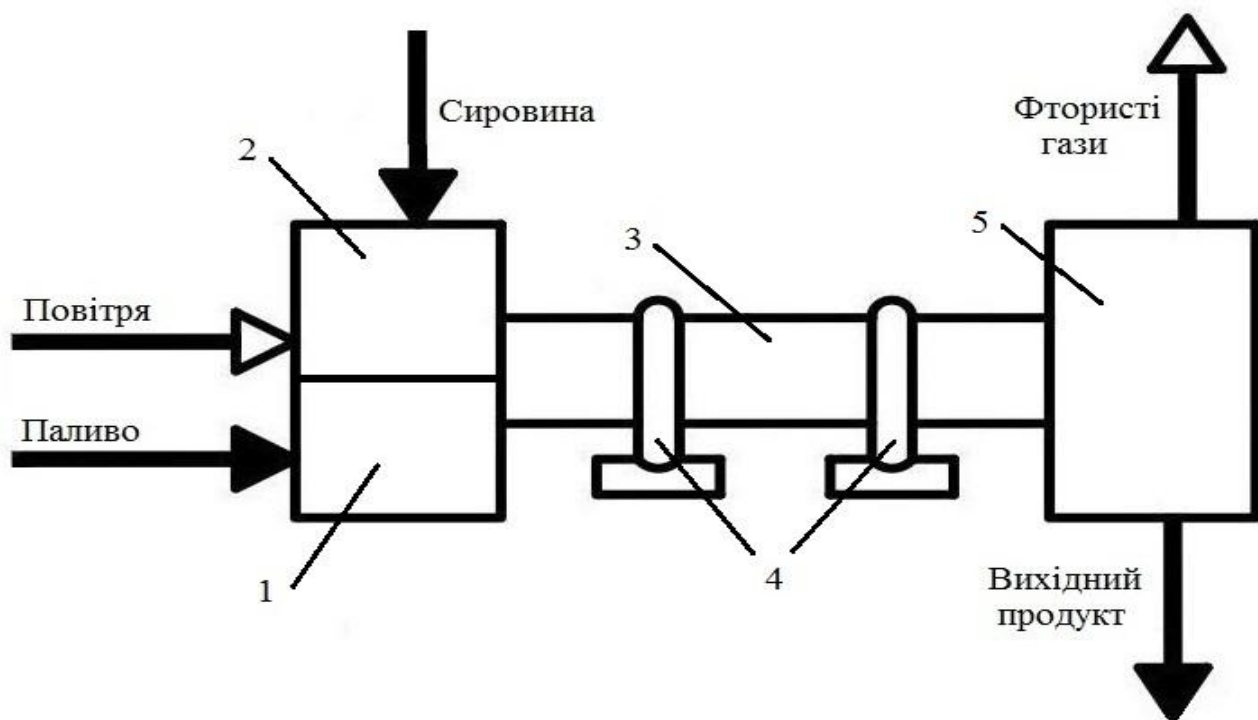 Сировина
Фтористі
гази
2
3
5
Повітря
Паливо
1
4
Вихідний
продукт